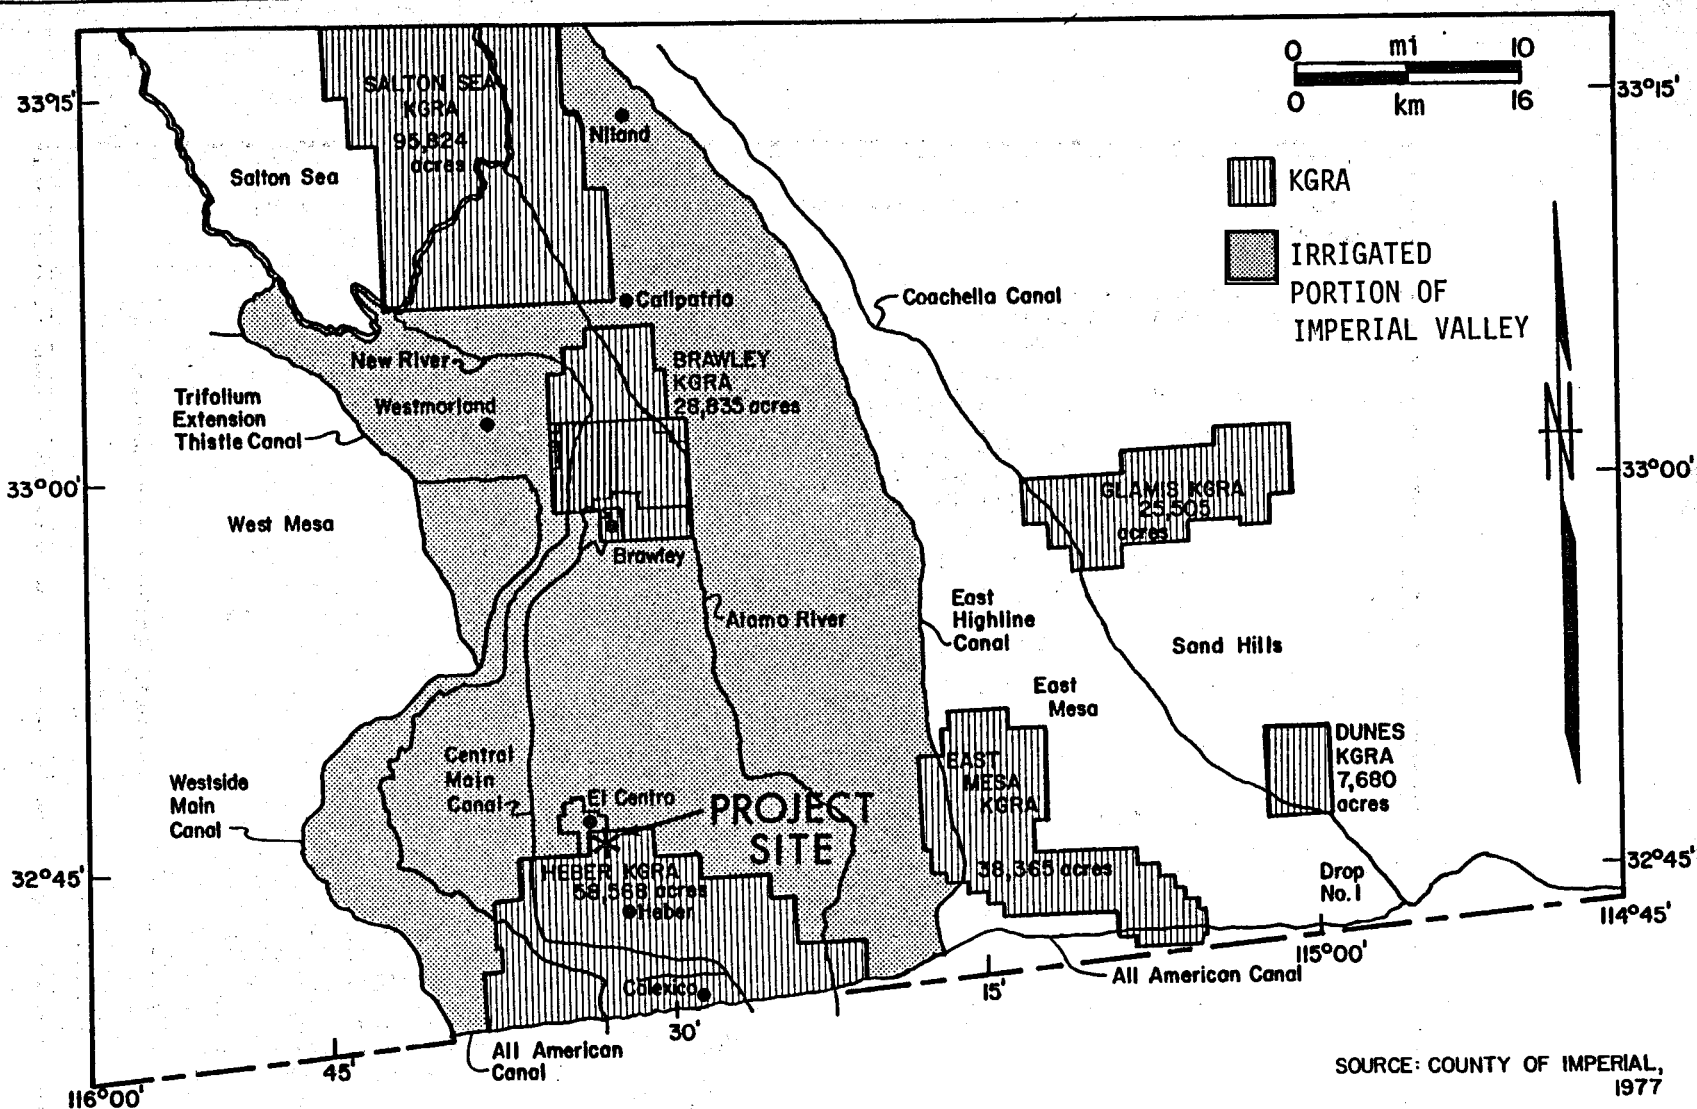 0 mi 10
0 km 16
33°15'
33°15'
SALTON SEA
KGRA
95,824
acres
Niland
Salton Sea
KGRA
IRRIGATED
PORTION OF
IMPERIAL VALLEY
Calipatria
Coachella Canal
New River
BRAWLEY
KGRA
28,835 acres
Trifolium
Extension
Thistle Canal
Westmorland
33°00'
33°00'
GLAMIS KGRA
25,505
acres
West Mesa
Brawley
Alamo River
East
Highline
Canal
Sand Hills
East
Mesa
Central
Main
Canal
Westside
Main
Canal
El Centro
PROJECT
SITE
EAST
MESA
KGRA
38,365 acres
DUNES
KGRA
7,680
acres
32°45'
32°45'
HEBER KGRA
58,568 acres
Heber
Drop
No. 1
114°45'
115°00'
Calexico
All American Canal
15'
30'
All American
Canal
45'
116°00'
SOURCE: COUNTY OF IMPERIAL,
1977